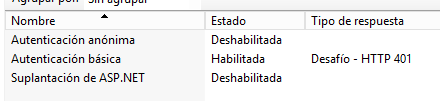 Agrupar por: Sin agrupar
Nombre Estado Tipo de respuesta
Autenticación anónima Deshabilitada
Autenticación básica Habilitada Desafío - HTTP 401
Suplantación de ASP.NET Deshabilitada